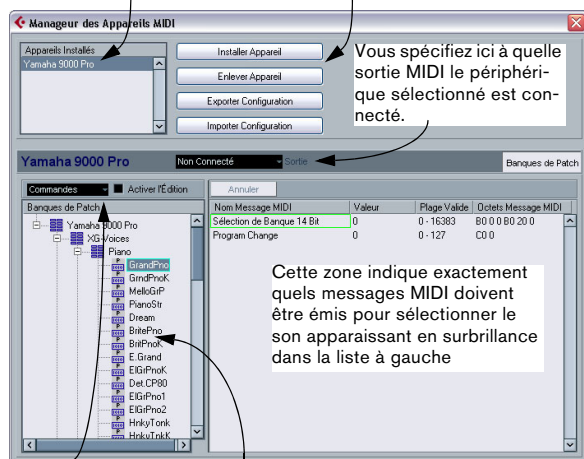 Manageur des Appareils MIDI
Appareils Installés
Yamaha 9000 Pro
Installer Appareil
Enlever Appareil
Exporter Configuration
Importer Configuration
Vous spécifiez ici à quelle
sortie MIDI le périphéri-
que sélectionné est con-
necté.
Yamaha 9000 Pro
Non Connecté
Sortie
Banques de Patch
Commandes
Activer l'Édition
Annuler
Banques de Patch
Nom Message MIDI Valeur Plage Valide Octets Message MIDI
Sélection de Banque 14 Bit 0 0 - 16383 B0 0 0 B0 20 0
Program Change 0 0 - 127 C0 0
Yamaha 9000 Pro
XG-Voices
Piano
GrandPno
GrndPnoK
MelloGrP
PianoStr
Dream
BritePno
BritPnoK
E.Grand
ElGrPnoK
Det.CP80
ElGrPno1
ElGrPno2
HnkyTonk
HnkyTnkK
Cette zone indique exactement
quels messages MIDI doivent
être émis pour sélectionner le
son apparaissant en surbrillance
dans la liste à gauche